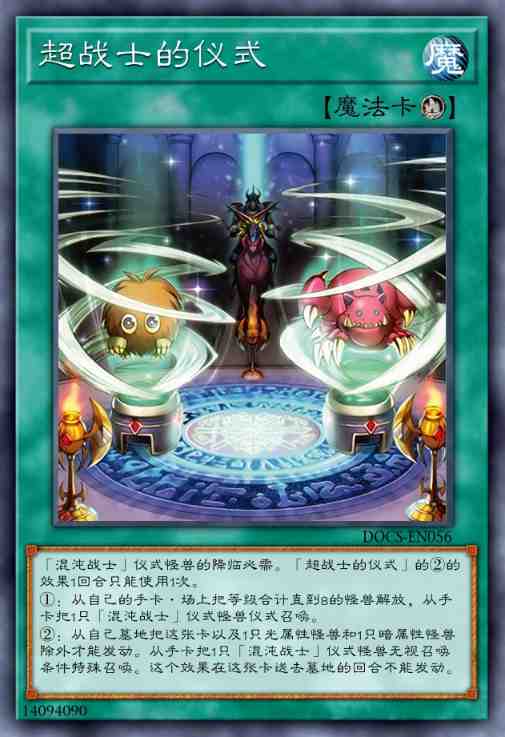 超战士的仪式
魔
【魔法卡】
DOCS-EN056
「混沌战士」仪式怪兽的降临必需。「超战士的仪式」的②的
效果1回合只能使用1次。
①：从自己的手卡·场上把等级合计直到8的怪兽解放，从手
卡把1只「混沌战士」仪式怪兽仪式召唤。
②：从自己墓地把这张卡以及1只光属性怪兽和1只暗属性怪兽
除外才能发动。从手卡把1只「混沌战士」仪式怪兽无视召唤
条件特殊召唤。这个效果在这张卡送去墓地的回合不能发动。
14094090